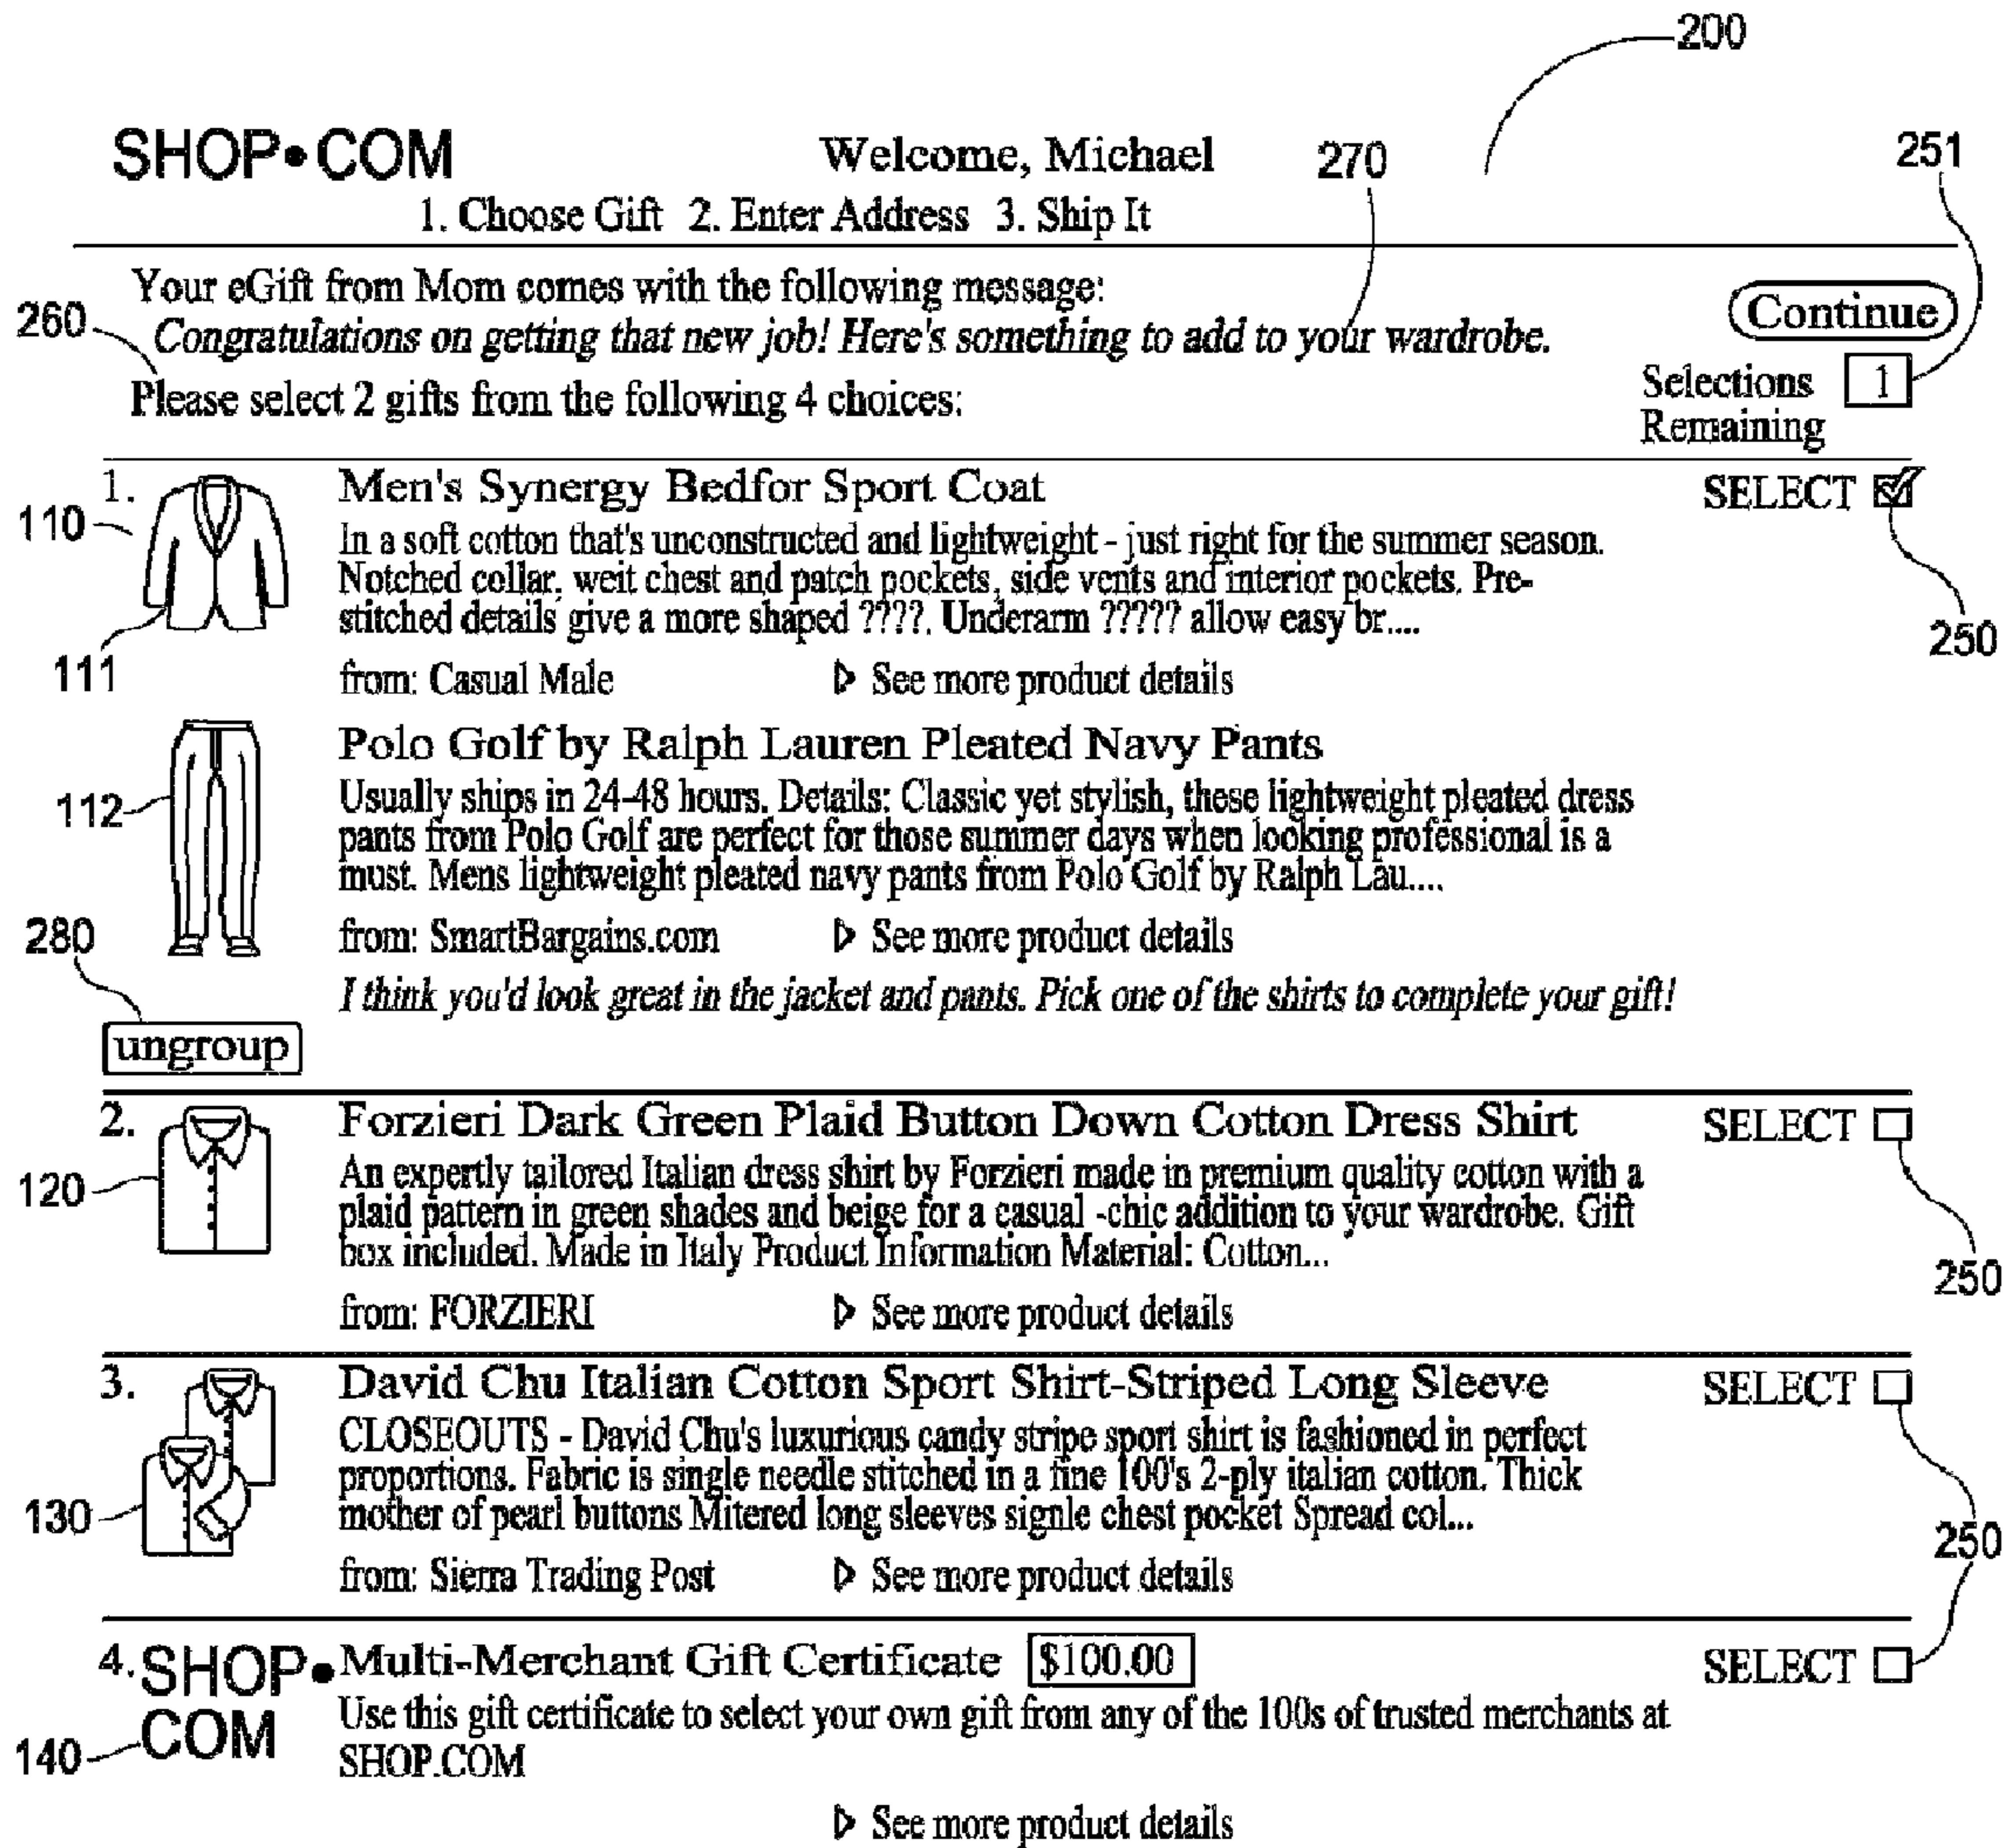 200
SHOP•COM Welcome, Michael 270 251
1. Choose Gift 2. Enter Address 3. Ship It
Your eGift from Mom comes with the following message:
260 Congratulations on getting that new job! Here's something to add to your wardrobe. Continue
Please select 2 gifts from the following 4 choices: Selections Remaining 1
1. Men's Synergy Bedfor Sport Coat SELECT
110 In a soft cotton that's unconstructed and lightweight - just right for the summer season.
Notched collar, weit chest and patch pockets, side vents and interior pockets. Pre-
stitched details give a more shaped ????. Underarm ????? allow easy br....
250
111 from: Casual Male See more product details
Polo Golf by Ralph Lauren Pleated Navy Pants
112 Usually ships in 24-48 hours. Details: Classic yet stylish, these lightweight pleated dress
pants from Polo Golf are perfect for those summer days when looking professional is a
must. Mens lightweight pleated navy pants from Polo Golf by Ralph Lau....
280 from: SmartBargains.com See more product details
I think you'd look great in the jacket and pants. Pick one of the shirts to complete your gift!
ungroup
2. Forzieri Dark Green Plaid Button Down Cotton Dress Shirt SELECT
120 An expertly tailored Italian dress shirt by Forzieri made in premium quality cotton with a
plaid pattern in green shades and beige for a casual -chic addition to your wardrobe. Gift
box included. Made in Italy Product Information Material: Cotton...
250
from: FORZIERI See more product details
3. David Chu Italian Cotton Sport Shirt-Striped Long Sleeve SELECT
CLOSEOUTS - David Chu's luxurious candy stripe sport shirt is fashioned in perfect
proportions. Fabric is single needle stitched in a fine 100's 2-ply italian cotton. Thick
130 mother of pearl buttons Mitered long sleeves signle chest pocket Spread col...
250
from: Sierra Trading Post See more product details
4. SHOP•COM Multi-Merchant Gift Certificate $100.00 SELECT
Use this gift certificate to select your own gift from any of the 100s of trusted merchants at
140 SHOP.COM
See more product details